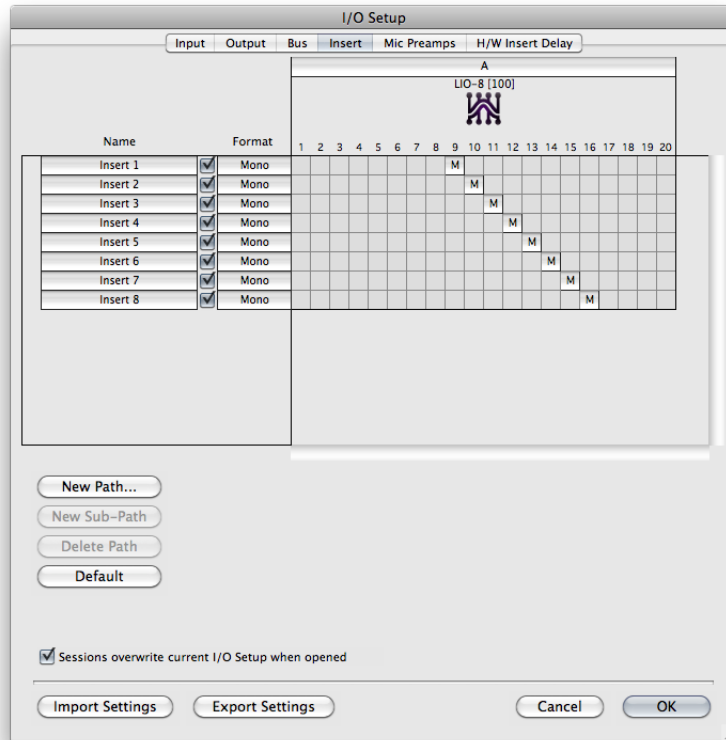 I/O Setup
Input Output Bus Insert Mic Preamps H/W Insert Delay
A
LIO-8 [100]
Name Format 1 2 3 4 5 6 7 8 9 10 11 12 13 14 15 16 17 18 19 20
Insert 1 Mono M
Insert 2 Mono M
Insert 3 Mono M
Insert 4 Mono M
Insert 5 Mono M
Insert 6 Mono M
Insert 7 Mono M
Insert 8 Mono M
New Path...
New Sub-Path
Delete Path
Default
Sessions overwrite current I/O Setup when opened
Import Settings Export Settings Cancel OK